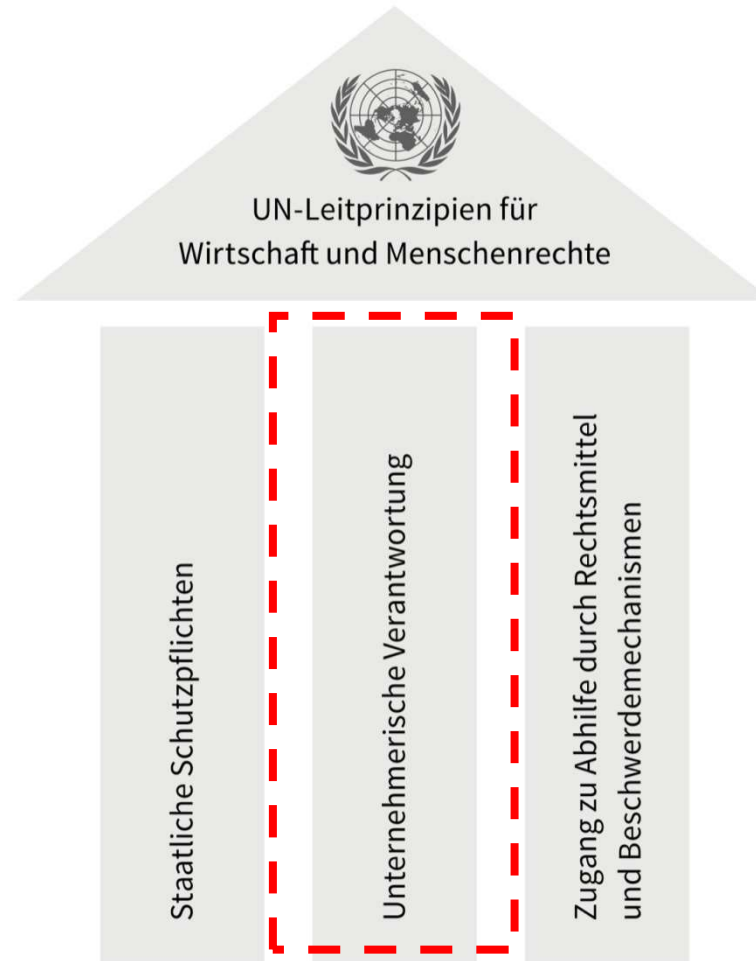 UN-Leitprinzipien für
Wirtschaft und Menschenrechte
Staatliche Schutzpflichten
Unternehmerische Verantwortung
Zugang zu Abhilfe durch Rechtsmittel
und Beschwerdemechanismen